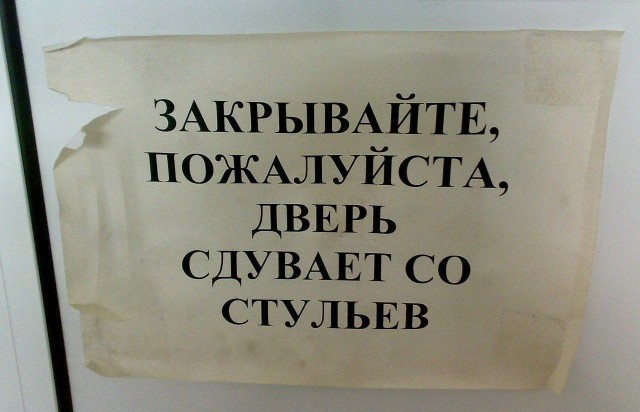 ЗАКРЫВАЙТЕ,
ПОЖАЛУЙСТА,
ДВЕРЬ
СДУВАЕТ СО
СТУЛЬЕВ